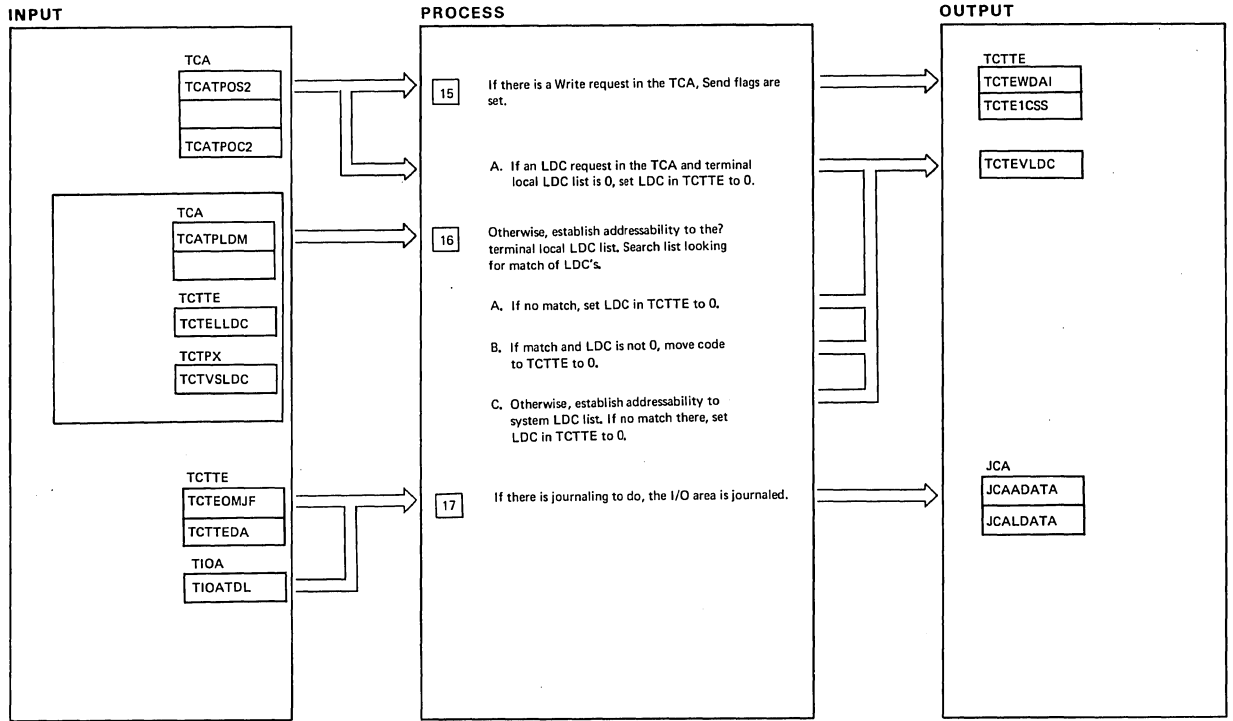 INPUT
TCA
TCATPOS2
TCATPOC2
TCA
TCATPLDM
TCTTE
TCTELLDC
TCTPX
TCTVSLDC
TCTTE
TCTEOMJF
TCTTEDA
TIOA
TIOATDL
PROCESS
15 If there is a Write request in the TCA, Send flags are
set.
A. If an LDC request in the TCA and terminal
local LDC list is 0, set LDC in TCTTE to 0.
16 Otherwise, establish addressability to the?
terminal local LDC list. Search list looking
for match of LDC's.
A. If no match, set LDC in TCTTE to 0.
B. If match and LDC is not 0, move code
to TCTTE to 0.
C. Otherwise, establish addressability to
system LDC list. If no match there, set
LDC in TCTTE to 0.
17 If there is journaling to do, the I/O area is journaled.
OUTPUT
TCTTE
TCTEWDAI
TCTE1CSS
TCTEVLDC
JCA
JCAADATA
JCALDATA